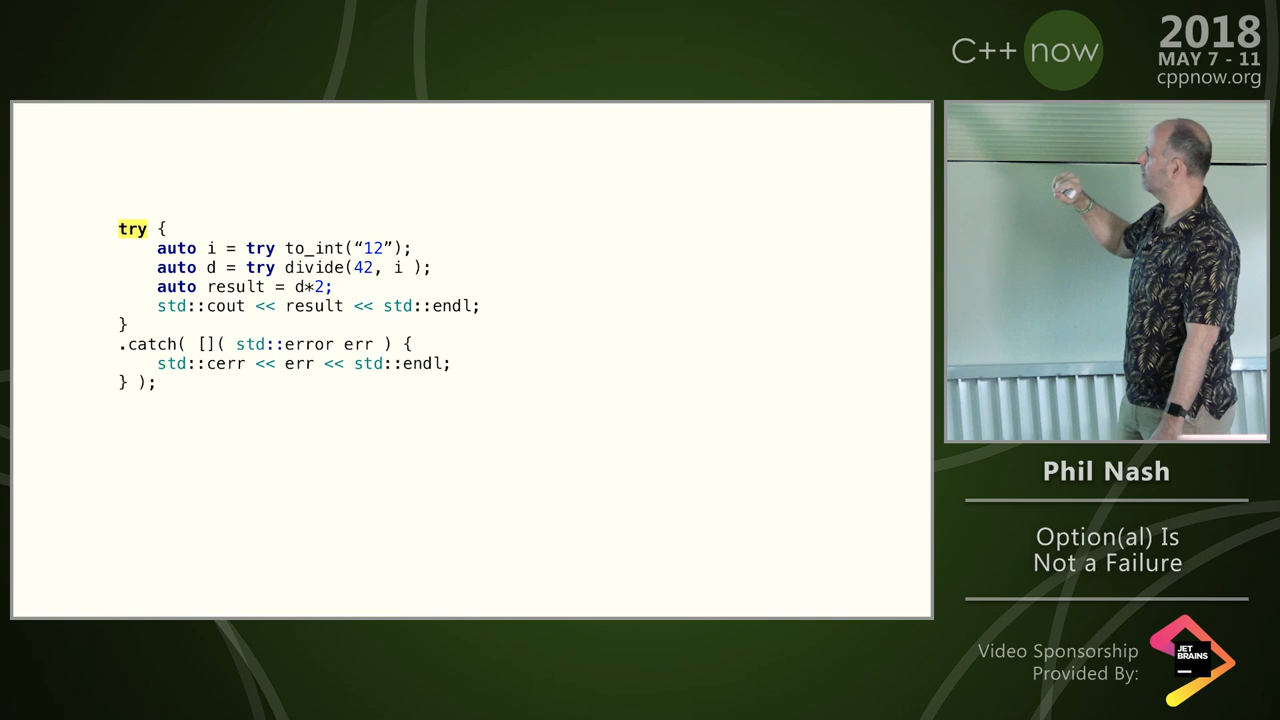 C++ now
2018
MAY 7 - 11
cppnow.org
try {
    auto i = try to_int(“12”);
    auto d = try divide(42, i );
    auto result = d*2;
    std::cout << result << std::endl;
}
.catch( []( std::error err ) {
    std::cerr << err << std::endl;
} );
Phil Nash
Option(al) Is
Not a Failure
Video Sponsorship
Provided By:
JET
BRAINS